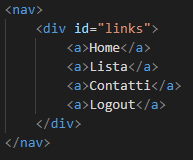 <nav>
    <div id="links">
        <a>Home</a>
        <a>Lista</a>
        <a>Contatti</a>
        <a>Logout</a>
    </div>
</nav>